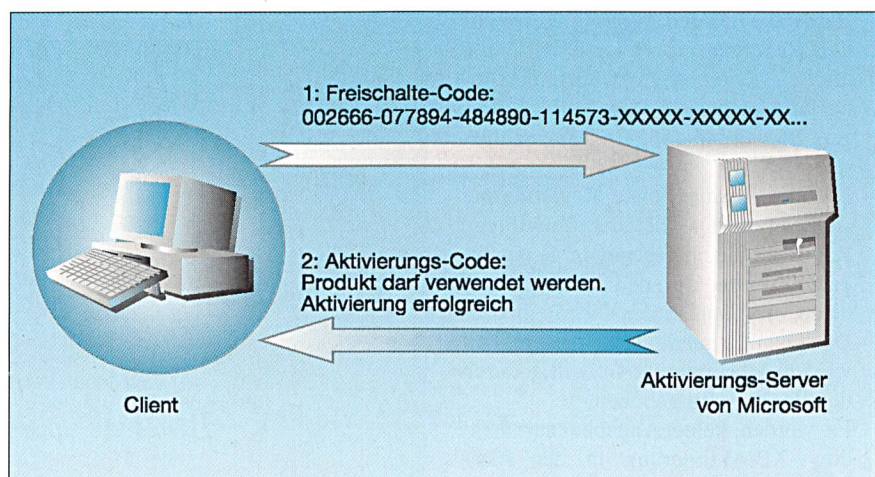 1: Freischalte-Code:
002666-077894-484890-114573-XXXXX-XXXXX-XX...
2: Aktivierungs-Code:
Produkt darf verwendet werden.
Aktivierung erfolgreich
Client
Aktivierungs-Server
von Microsoft